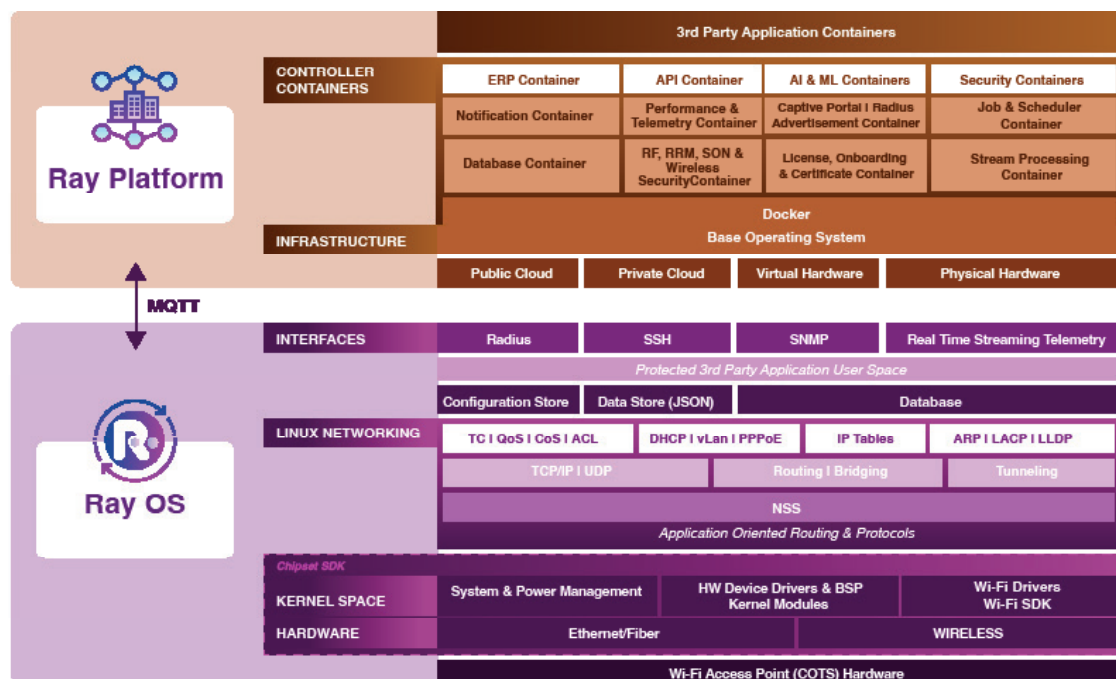 3rd Party Application Containers
CONTROLLER
CONTAINERS
ERP Container
API Container
AI & ML Containers
Security Containers
Notification Container
Performance &
Telemetry Container
Captive Portal | Radius
Advertisement Container
Job & Scheduler
Container
Database Container
RF, RRM, SON &
Wireless
SecurityContainer
License, Onboarding
& Certificate Container
Stream Processing
Container
Ray Platform
Docker
INFRASTRUCTURE
Base Operating System
Public Cloud
Private Cloud
Virtual Hardware
Physical Hardware
MQTT
INTERFACES
Radius
SSH
SNMP
Real Time Streaming Telemetry
Protected 3rd Party Application User Space
Configuration Store
Data Store (JSON)
Database
R
LINUX NETWORKING
TC | QoS | CoS | ACL
DHCP | vLan | PPPoE
IP Tables
ARP | LACP | LLDP
TCP/IP | UDP
Routing | Bridging
Tunneling
Ray OS
NSS
Application Oriented Routing & Protocols
Chipset SDK
KERNEL SPACE
System & Power Management
HW Device Drivers & BSP
Kernel Modules
Wi-Fi Drivers
Wi-Fi SDK
HARDWARE
Ethernet/Fiber
WIRELESS
Wi-Fi Access Point (COTS) Hardware